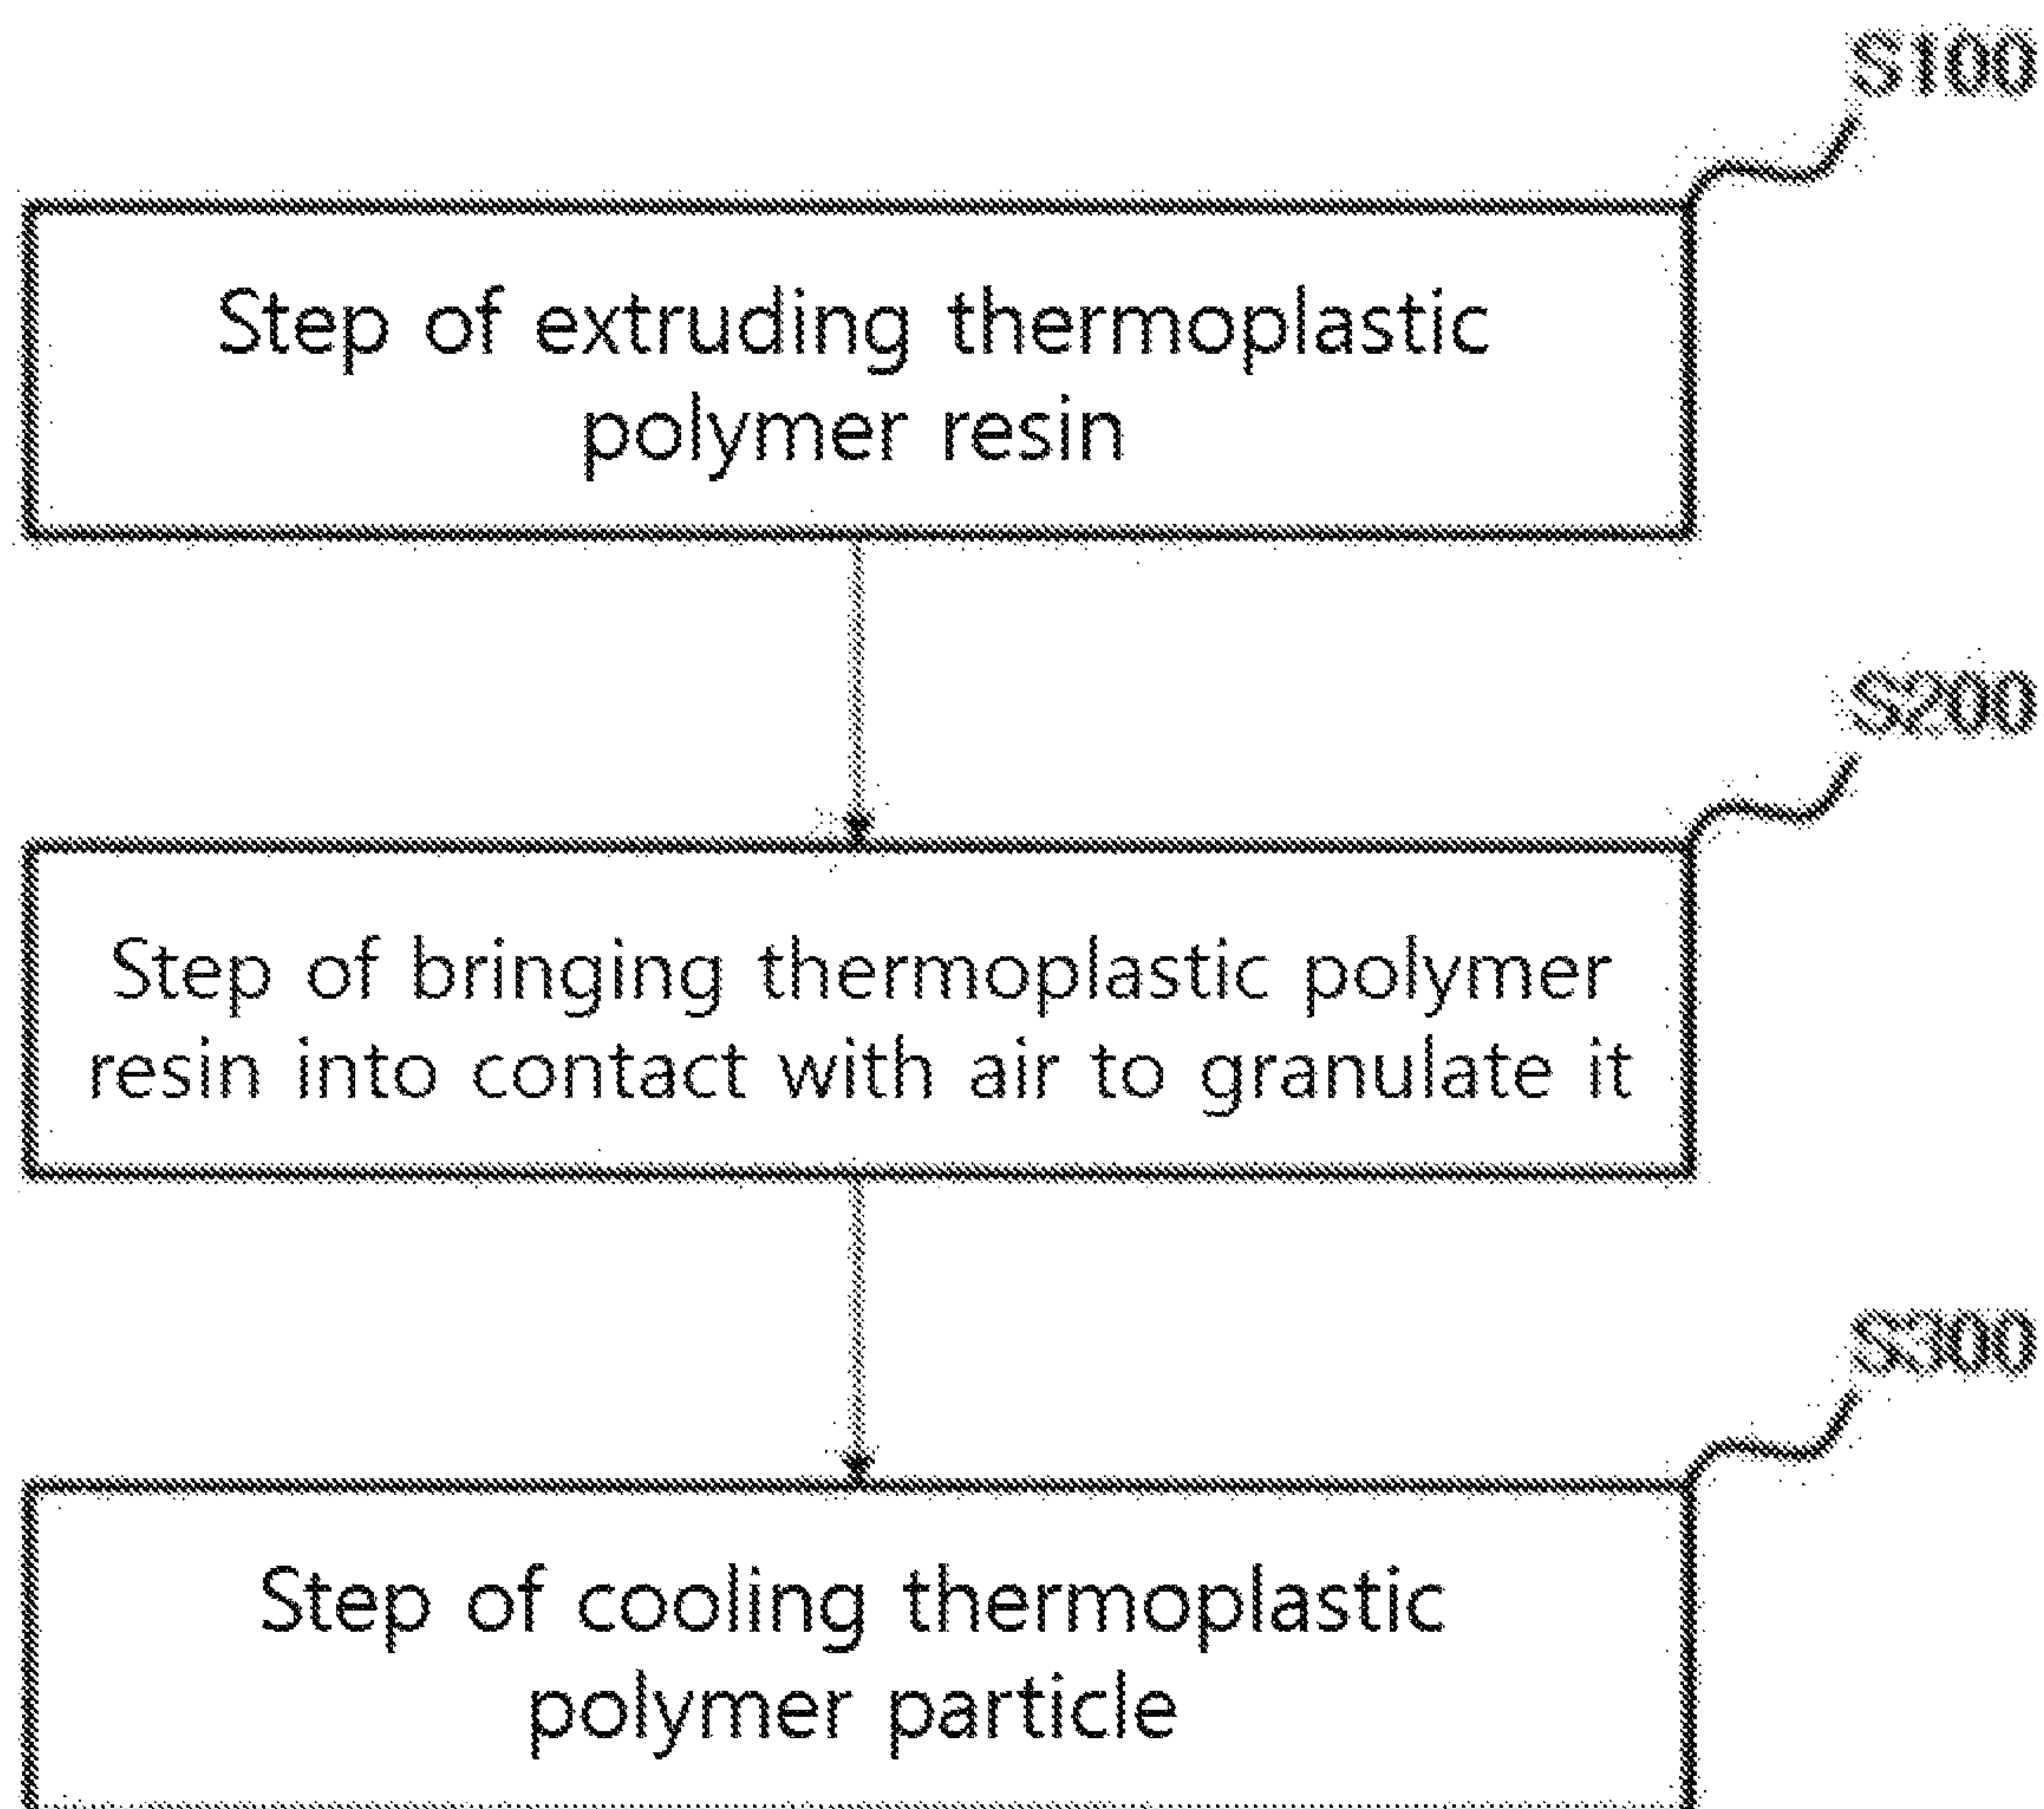 S100
Step of extruding thermoplastic
polymer resin
S200
Step of bringing thermoplastic polymer
resin into contact with air to granulate it
S300
Step of cooling thermoplastic
polymer particle